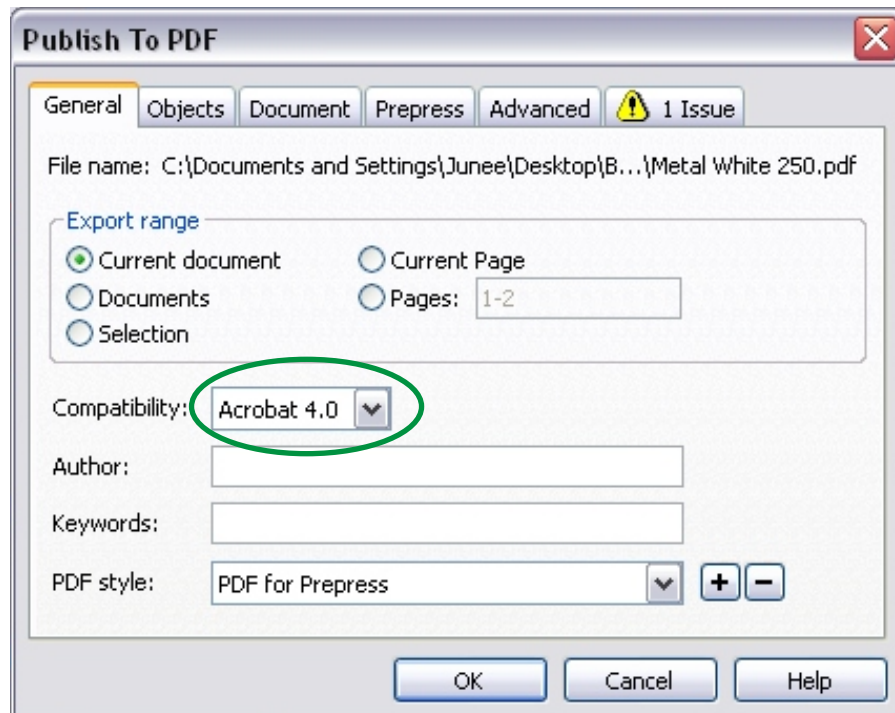 Publish To PDF
General Objects Document Prepress Advanced 1 Issue
File name: C:\Documents and Settings\Junee\Desktop\B...\Metal White 250.pdf
Export range
Current document Current Page
Documents Pages: 1-2
Selection
Compatibility: Acrobat 4.0
Author:
Keywords:
PDF style: PDF for Prepress + −
OK Cancel Help